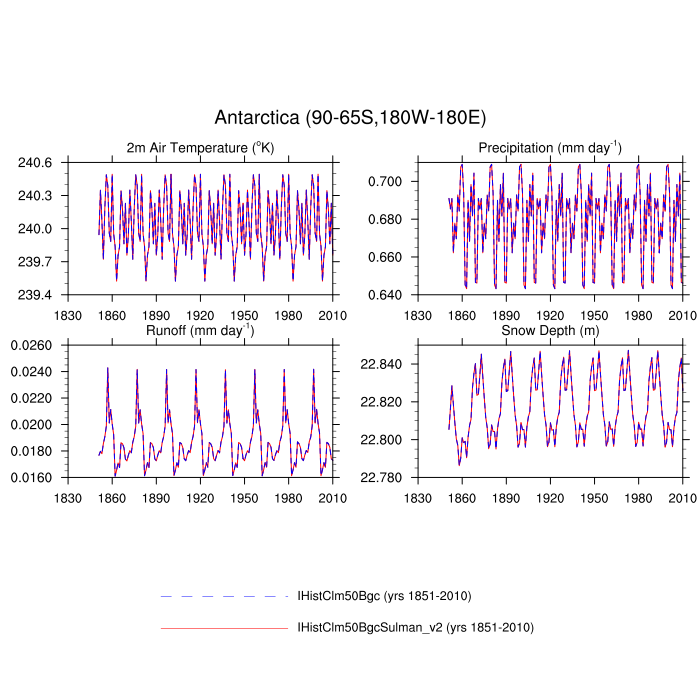 Antarctica (90-65S,180W-180E)
2m Air Temperature (°K)
240.6
240.3
240.0
239.7
239.4
1830 1860 1890 1920 1950 1980 2010
Precipitation (mm day-1)
0.700
0.680
0.660
0.640
1830 1860 1890 1920 1950 1980 2010
Runoff (mm day-1)
0.0260
0.0240
0.0220
0.0200
0.0180
0.0160
1830 1860 1890 1920 1950 1980 2010
Snow Depth (m)
22.840
22.820
22.800
22.780
1830 1860 1890 1920 1950 1980 2010
IHistClm50Bgc (yrs 1851-2010)
IHistClm50BgcSulman_v2 (yrs 1851-2010)